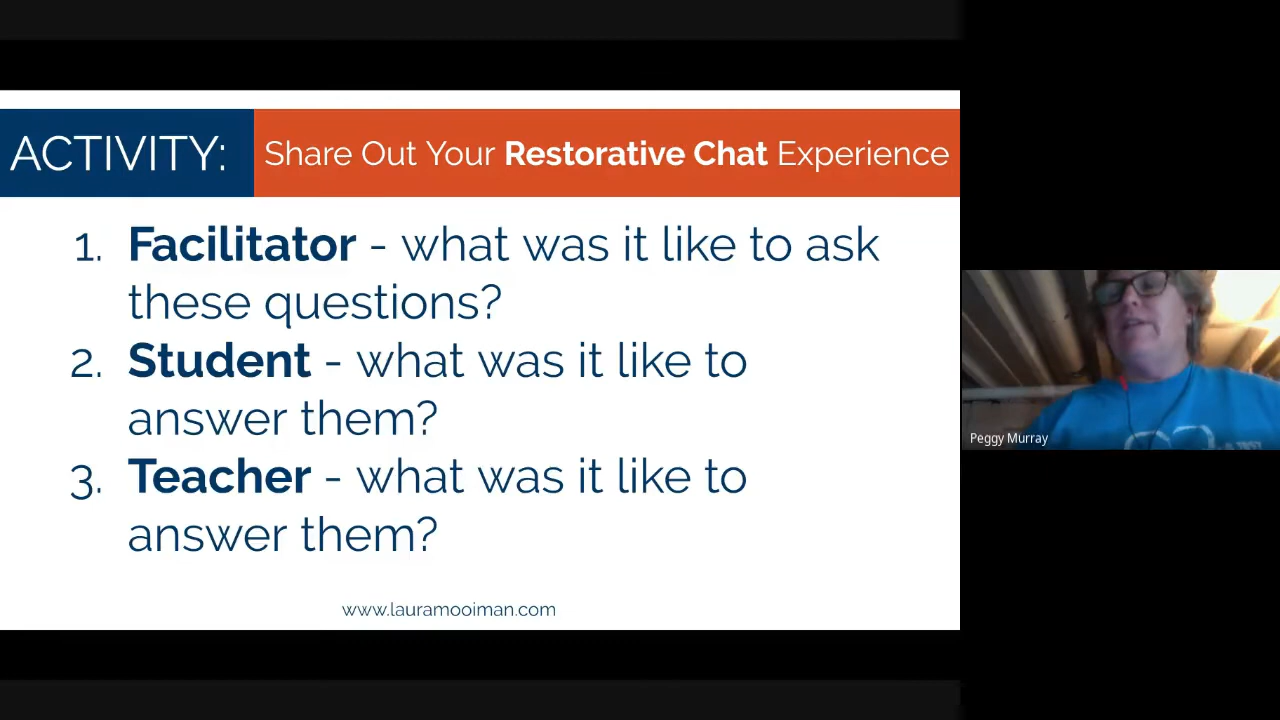 ACTIVITY: Share Out Your Restorative Chat Experience
1. Facilitator - what was it like to ask
these questions?
2. Student - what was it like to
answer them?
3. Teacher - what was it like to
answer them?
www.lauramooiman.com
Peggy Murray